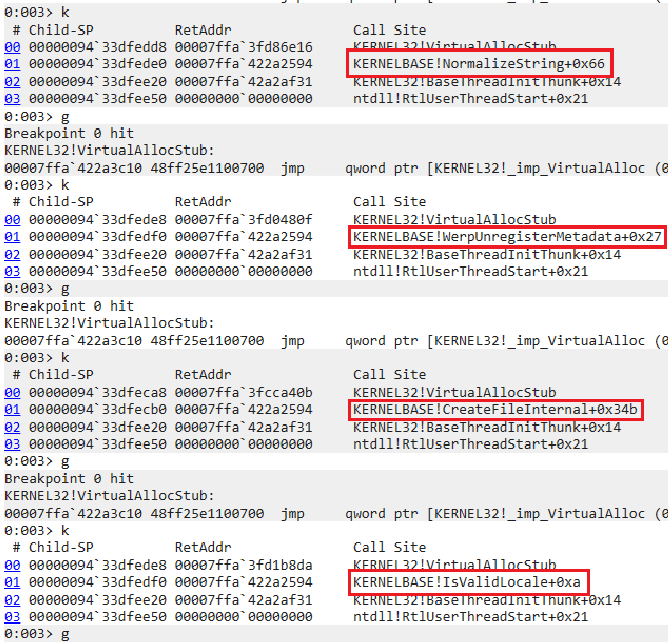 0:003> k
# Child-SP RetAddr Call Site
00 00000094`33dfedd8 00007ffa`3fd86e16 KERNEL32!VirtualAllocStub
01 00000094`33dfede0 00007ffa`422a2594 KERNELBASE!NormalizeString+0x66
02 00000094`33dfee20 00007ffa`42a2af31 KERNEL32!BaseThreadInitThunk+0x14
03 00000094`33dfee50 00000000`00000000 ntdll!RtlUserThreadStart+0x21
0:003> g
Breakpoint 0 hit
KERNEL32!VirtualAllocStub:
00007ffa`422a3c10 48ff25e1100700 jmp qword ptr [KERNEL32!_imp_VirtualAlloc (0
0:003> k
# Child-SP RetAddr Call Site
00 00000094`33dfede8 00007ffa`3fd0480f KERNEL32!VirtualAllocStub
01 00000094`33dfedf0 00007ffa`422a2594 KERNELBASE!WerpUnregisterMetadata+0x27
02 00000094`33dfee20 00007ffa`42a2af31 KERNEL32!BaseThreadInitThunk+0x14
03 00000094`33dfee50 00000000`00000000 ntdll!RtlUserThreadStart+0x21
0:003> g
Breakpoint 0 hit
KERNEL32!VirtualAllocStub:
00007ffa`422a3c10 48ff25e1100700 jmp qword ptr [KERNEL32!_imp_VirtualAlloc (0
0:003> k
# Child-SP RetAddr Call Site
00 00000094`33dfeca8 00007ffa`3fcca40b KERNEL32!VirtualAllocStub
01 00000094`33dfecb0 00007ffa`422a2594 KERNELBASE!CreateFileInternal+0x34b
02 00000094`33dfee20 00007ffa`42a2af31 KERNEL32!BaseThreadInitThunk+0x14
03 00000094`33dfee50 00000000`00000000 ntdll!RtlUserThreadStart+0x21
0:003> g
Breakpoint 0 hit
KERNEL32!VirtualAllocStub:
00007ffa`422a3c10 48ff25e1100700 jmp qword ptr [KERNEL32!_imp_VirtualAlloc (0
0:003> k
# Child-SP RetAddr Call Site
00 00000094`33dfede8 00007ffa`3fd1b8da KERNEL32!VirtualAllocStub
01 00000094`33dfedf0 00007ffa`422a2594 KERNELBASE!IsValidLocale+0xa
02 00000094`33dfee20 00007ffa`42a2af31 KERNEL32!BaseThreadInitThunk+0x14
03 00000094`33dfee50 00000000`00000000 ntdll!RtlUserThreadStart+0x21
0:003> g